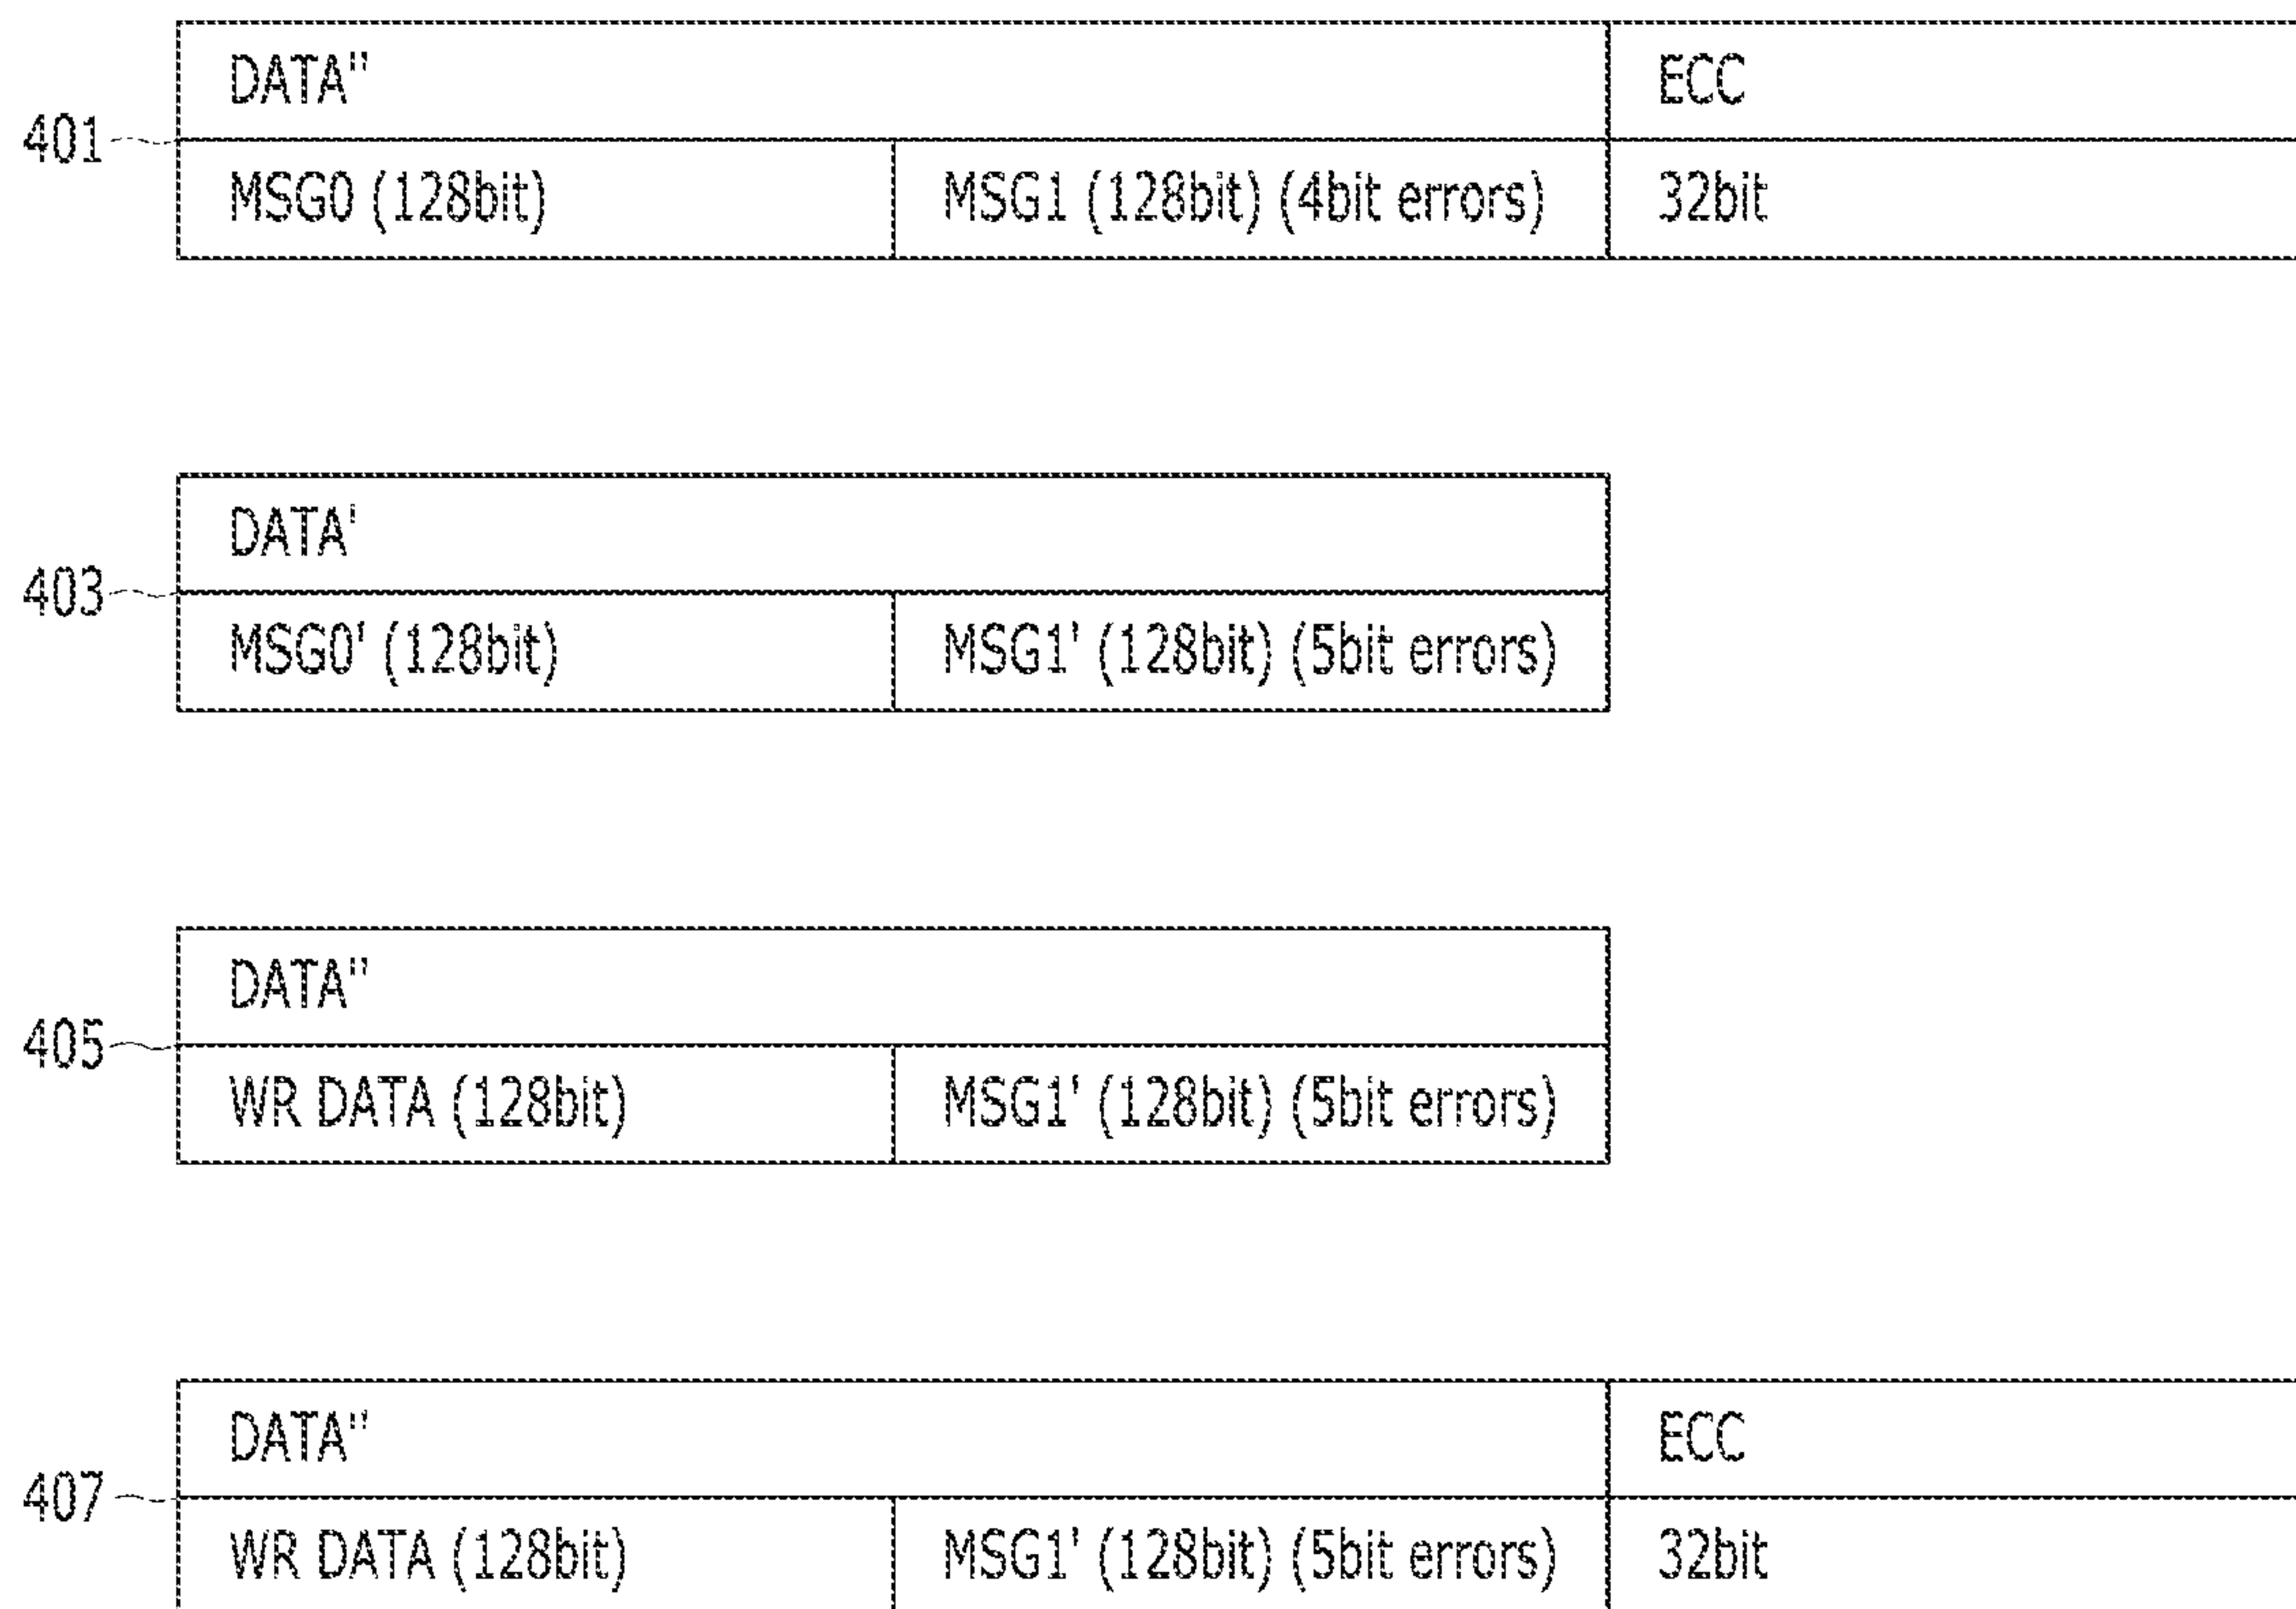 DATA" ECC
401
MSG0 (128bit) MSG1 (128bit) (4bit errors) 32bit
DATA'
403
MSG0' (128bit) MSG1' (128bit) (5bit errors)
DATA"
405
WR DATA (128bit) MSG1' (128bit) (5bit errors)
DATA" ECC
407
WR DATA (128bit) MSG1' (128bit) (5bit errors) 32bit